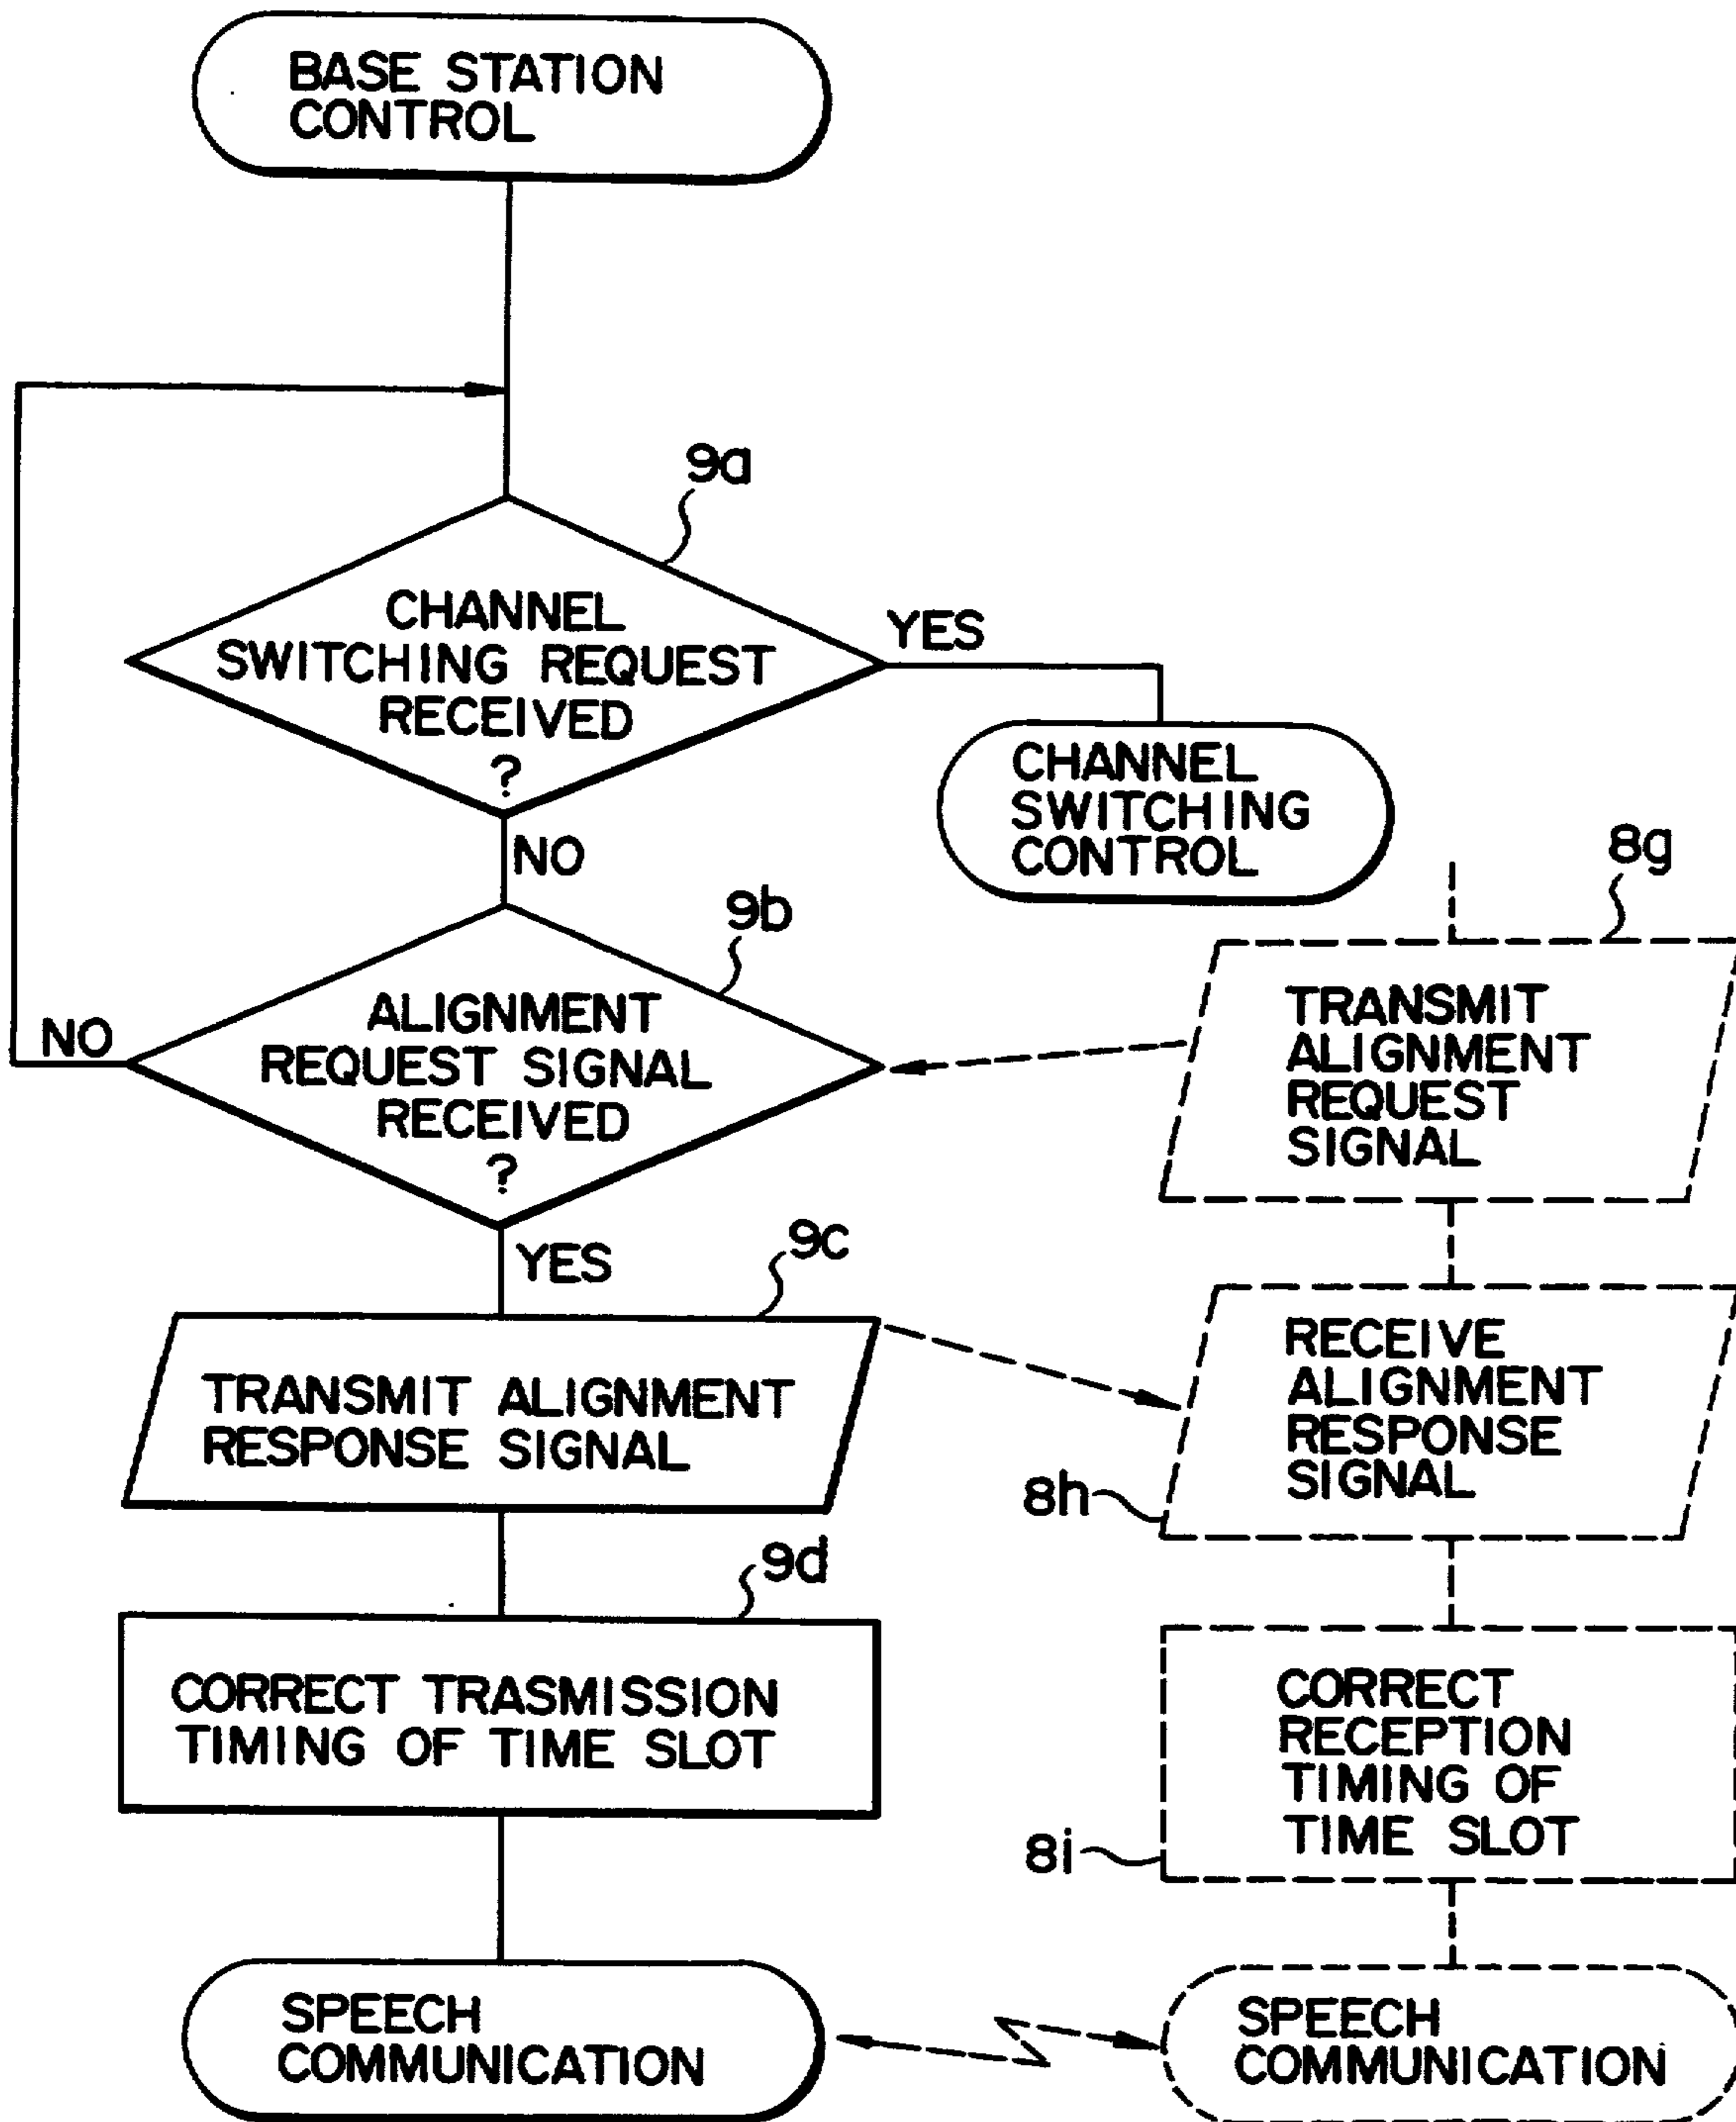 BASE STATION
CONTROL
9a
CHANNEL
SWITCHING REQUEST
RECEIVED
?
YES
CHANNEL
SWITCHING
CONTROL
NO
9b
ALIGNMENT
REQUEST SIGNAL
RECEIVED
?
NO
YES
8g
TRANSMIT
ALIGNMENT
REQUEST
SIGNAL
9c
TRANSMIT ALIGNMENT
RESPONSE SIGNAL
RECEIVE
ALIGNMENT
RESPONSE
SIGNAL
8h
9d
CORRECT TRASMISSION
TIMING OF TIME SLOT
CORRECT
RECEPTION
TIMING OF
TIME SLOT
8i
SPEECH
COMMUNICATION
SPEECH
COMMUNICATION